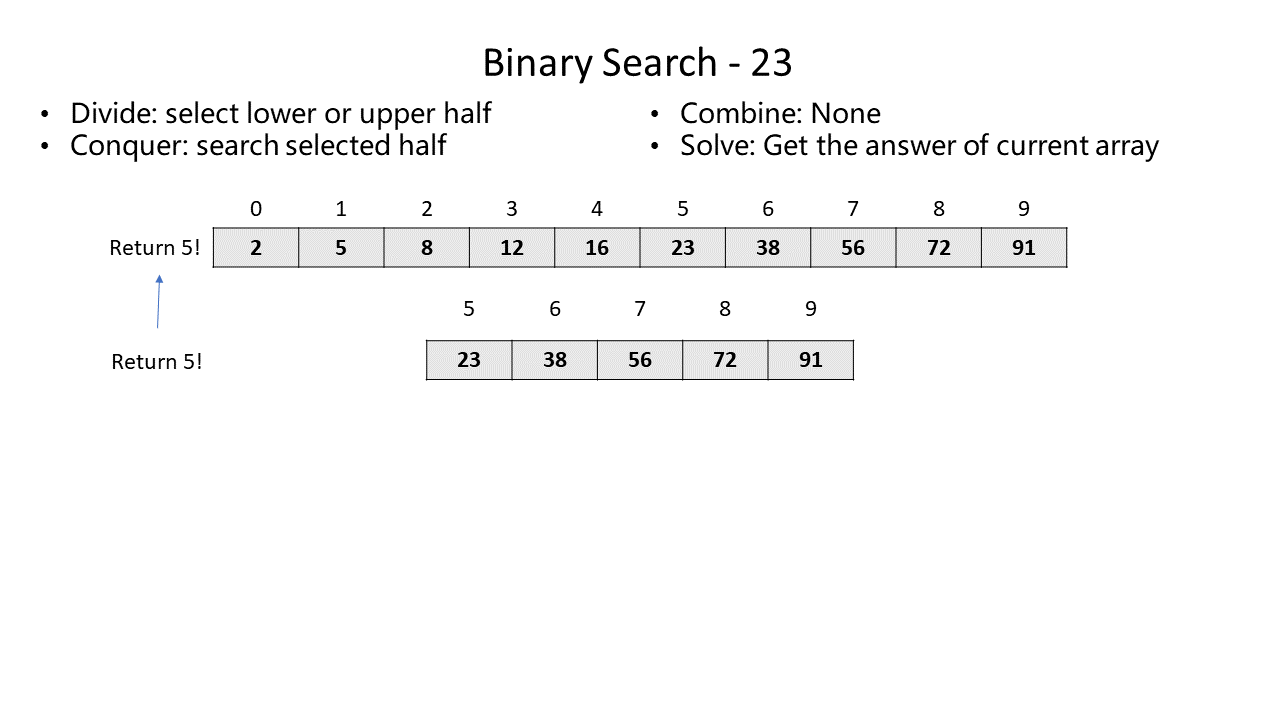 Binary Search - 23
• Divide: select lower or upper half
• Conquer: search selected half
• Combine: None
• Solve: Get the answer of current array
0 1 2 3 4 5 6 7 8 9
Return 5! 2 5 8 12 16 23 38 56 72 91
5 6 7 8 9
Return 5! 23 38 56 72 91